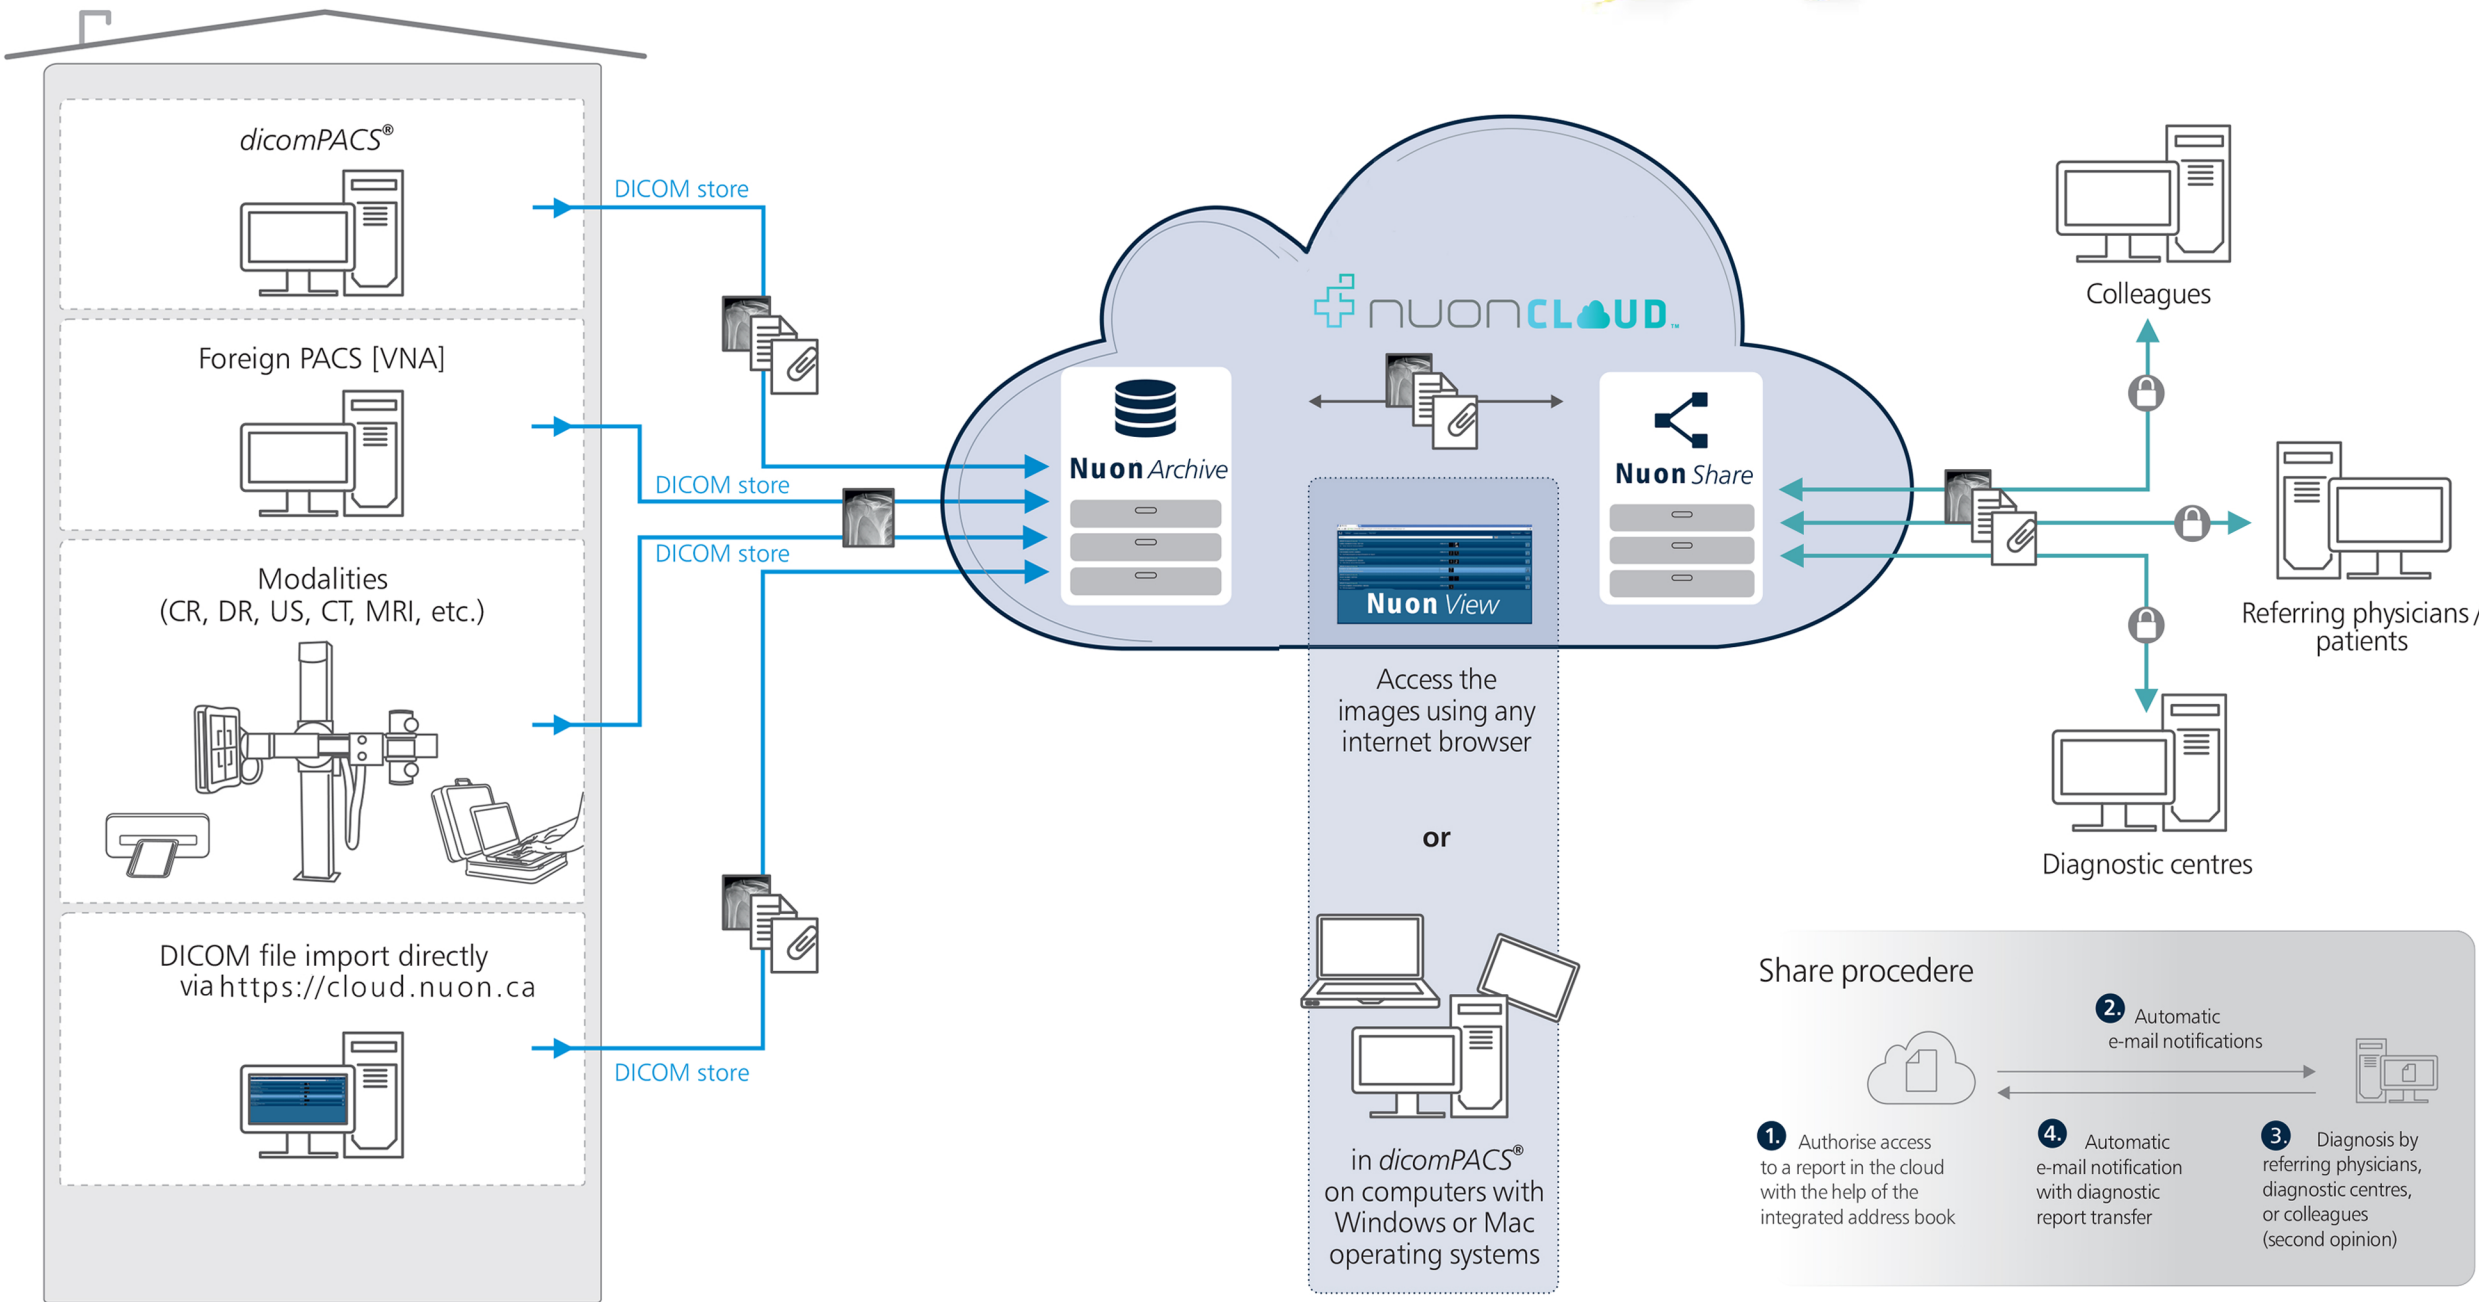 dicomPACS®
DICOM store
Foreign PACS [VNA]
DICOM store
DICOM store
Modalities
(CR, DR, US, CT, MRI, etc.)
DICOM file import directly
via https://cloud.nuon.ca
DICOM store
nuonCLOUD™
Nuon Archive
Nuon Share
Nuon View
Access the
images using any
internet browser
or
in dicomPACS®
on computers with
Windows or Mac
operating systems
Colleagues
Referring physicians /
patients
Diagnostic centres
Share procedere
2. Automatic
e-mail notifications
1. Authorise access
to a report in the cloud
with the help of the
integrated address book
4. Automatic
e-mail notification
with diagnostic
report transfer
3. Diagnosis by
referring physicians,
diagnostic centres,
or colleagues
(second opinion)